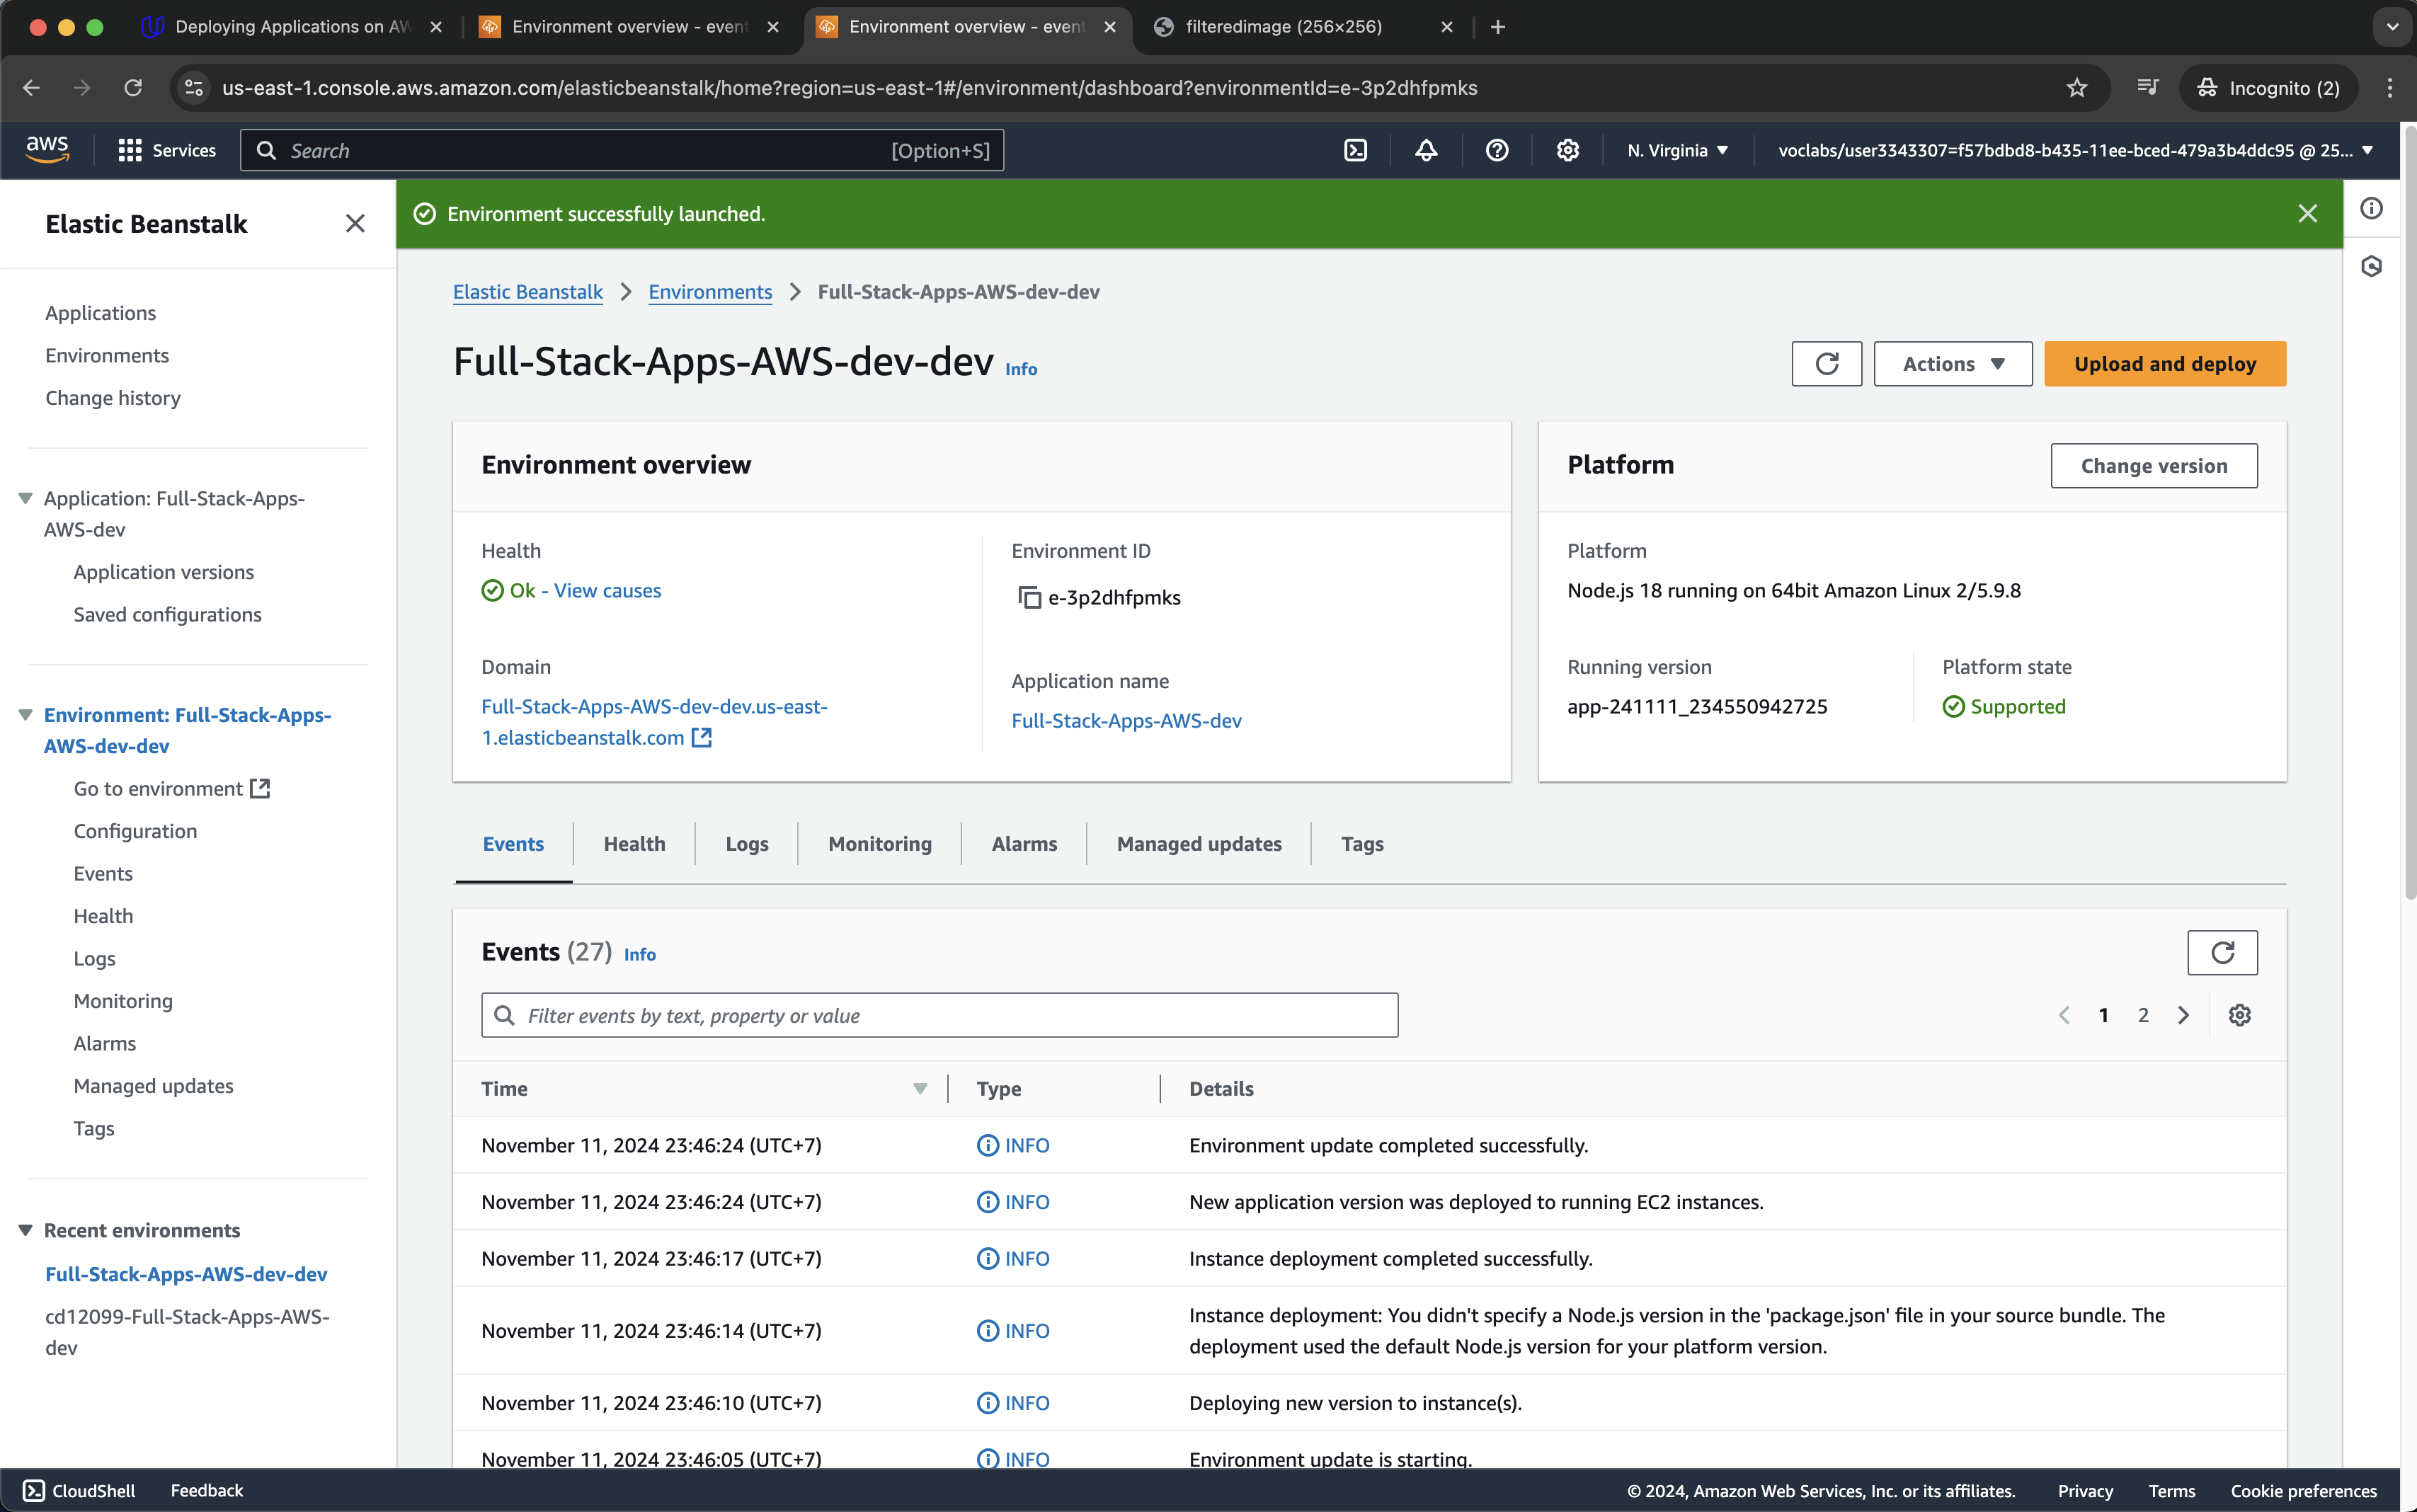 Deploying Applications on AW
Environment overview - event
Environment overview - event
filteredimage (256×256)
us-east-1.console.aws.amazon.com/elasticbeanstalk/home?region=us-east-1#/environment/dashboard?environmentId=e-3p2dhfpmks
Incognito (2)
aws
Services
Search
[Option+S]
N. Virginia
voclabs/user3343307=f57bdbd8-b435-11ee-bced-479a3b4ddc95 @ 25...
Elastic Beanstalk
Applications
Environments
Change history
Application: Full-Stack-Apps-
AWS-dev
Application versions
Saved configurations
Environment: Full-Stack-Apps-
AWS-dev-dev
Go to environment
Configuration
Events
Health
Logs
Monitoring
Alarms
Managed updates
Tags
Recent environments
Full-Stack-Apps-AWS-dev-dev
cd12099-Full-Stack-Apps-AWS-
dev
Environment successfully launched.
Elastic Beanstalk
Environments
Full-Stack-Apps-AWS-dev-dev
Full-Stack-Apps-AWS-dev-dev Info
Actions
Upload and deploy
Environment overview
Health
Ok - View causes
Environment ID
e-3p2dhfpmks
Domain
Full-Stack-Apps-AWS-dev-dev.us-east-
1.elasticbeanstalk.com
Application name
Full-Stack-Apps-AWS-dev
Platform
Change version
Platform
Node.js 18 running on 64bit Amazon Linux 2/5.9.8
Running version
app-241111_234550942725
Platform state
Supported
Events
Health
Logs
Monitoring
Alarms
Managed updates
Tags
Events (27) Info
Filter events by text, property or value
1
2
Time
Type
Details
November 11, 2024 23:46:24 (UTC+7) INFO Environment update completed successfully.
November 11, 2024 23:46:24 (UTC+7) INFO New application version was deployed to running EC2 instances.
November 11, 2024 23:46:17 (UTC+7) INFO Instance deployment completed successfully.
November 11, 2024 23:46:14 (UTC+7) INFO Instance deployment: You didn't specify a Node.js version in the 'package.json' file in your source bundle. The
deployment used the default Node.js version for your platform version.
November 11, 2024 23:46:10 (UTC+7) INFO Deploying new version to instance(s).
November 11, 2024 23:46:05 (UTC+7) INFO Environment update is starting.
CloudShell
Feedback
© 2024, Amazon Web Services, Inc. or its affiliates.
Privacy
Terms
Cookie preferences